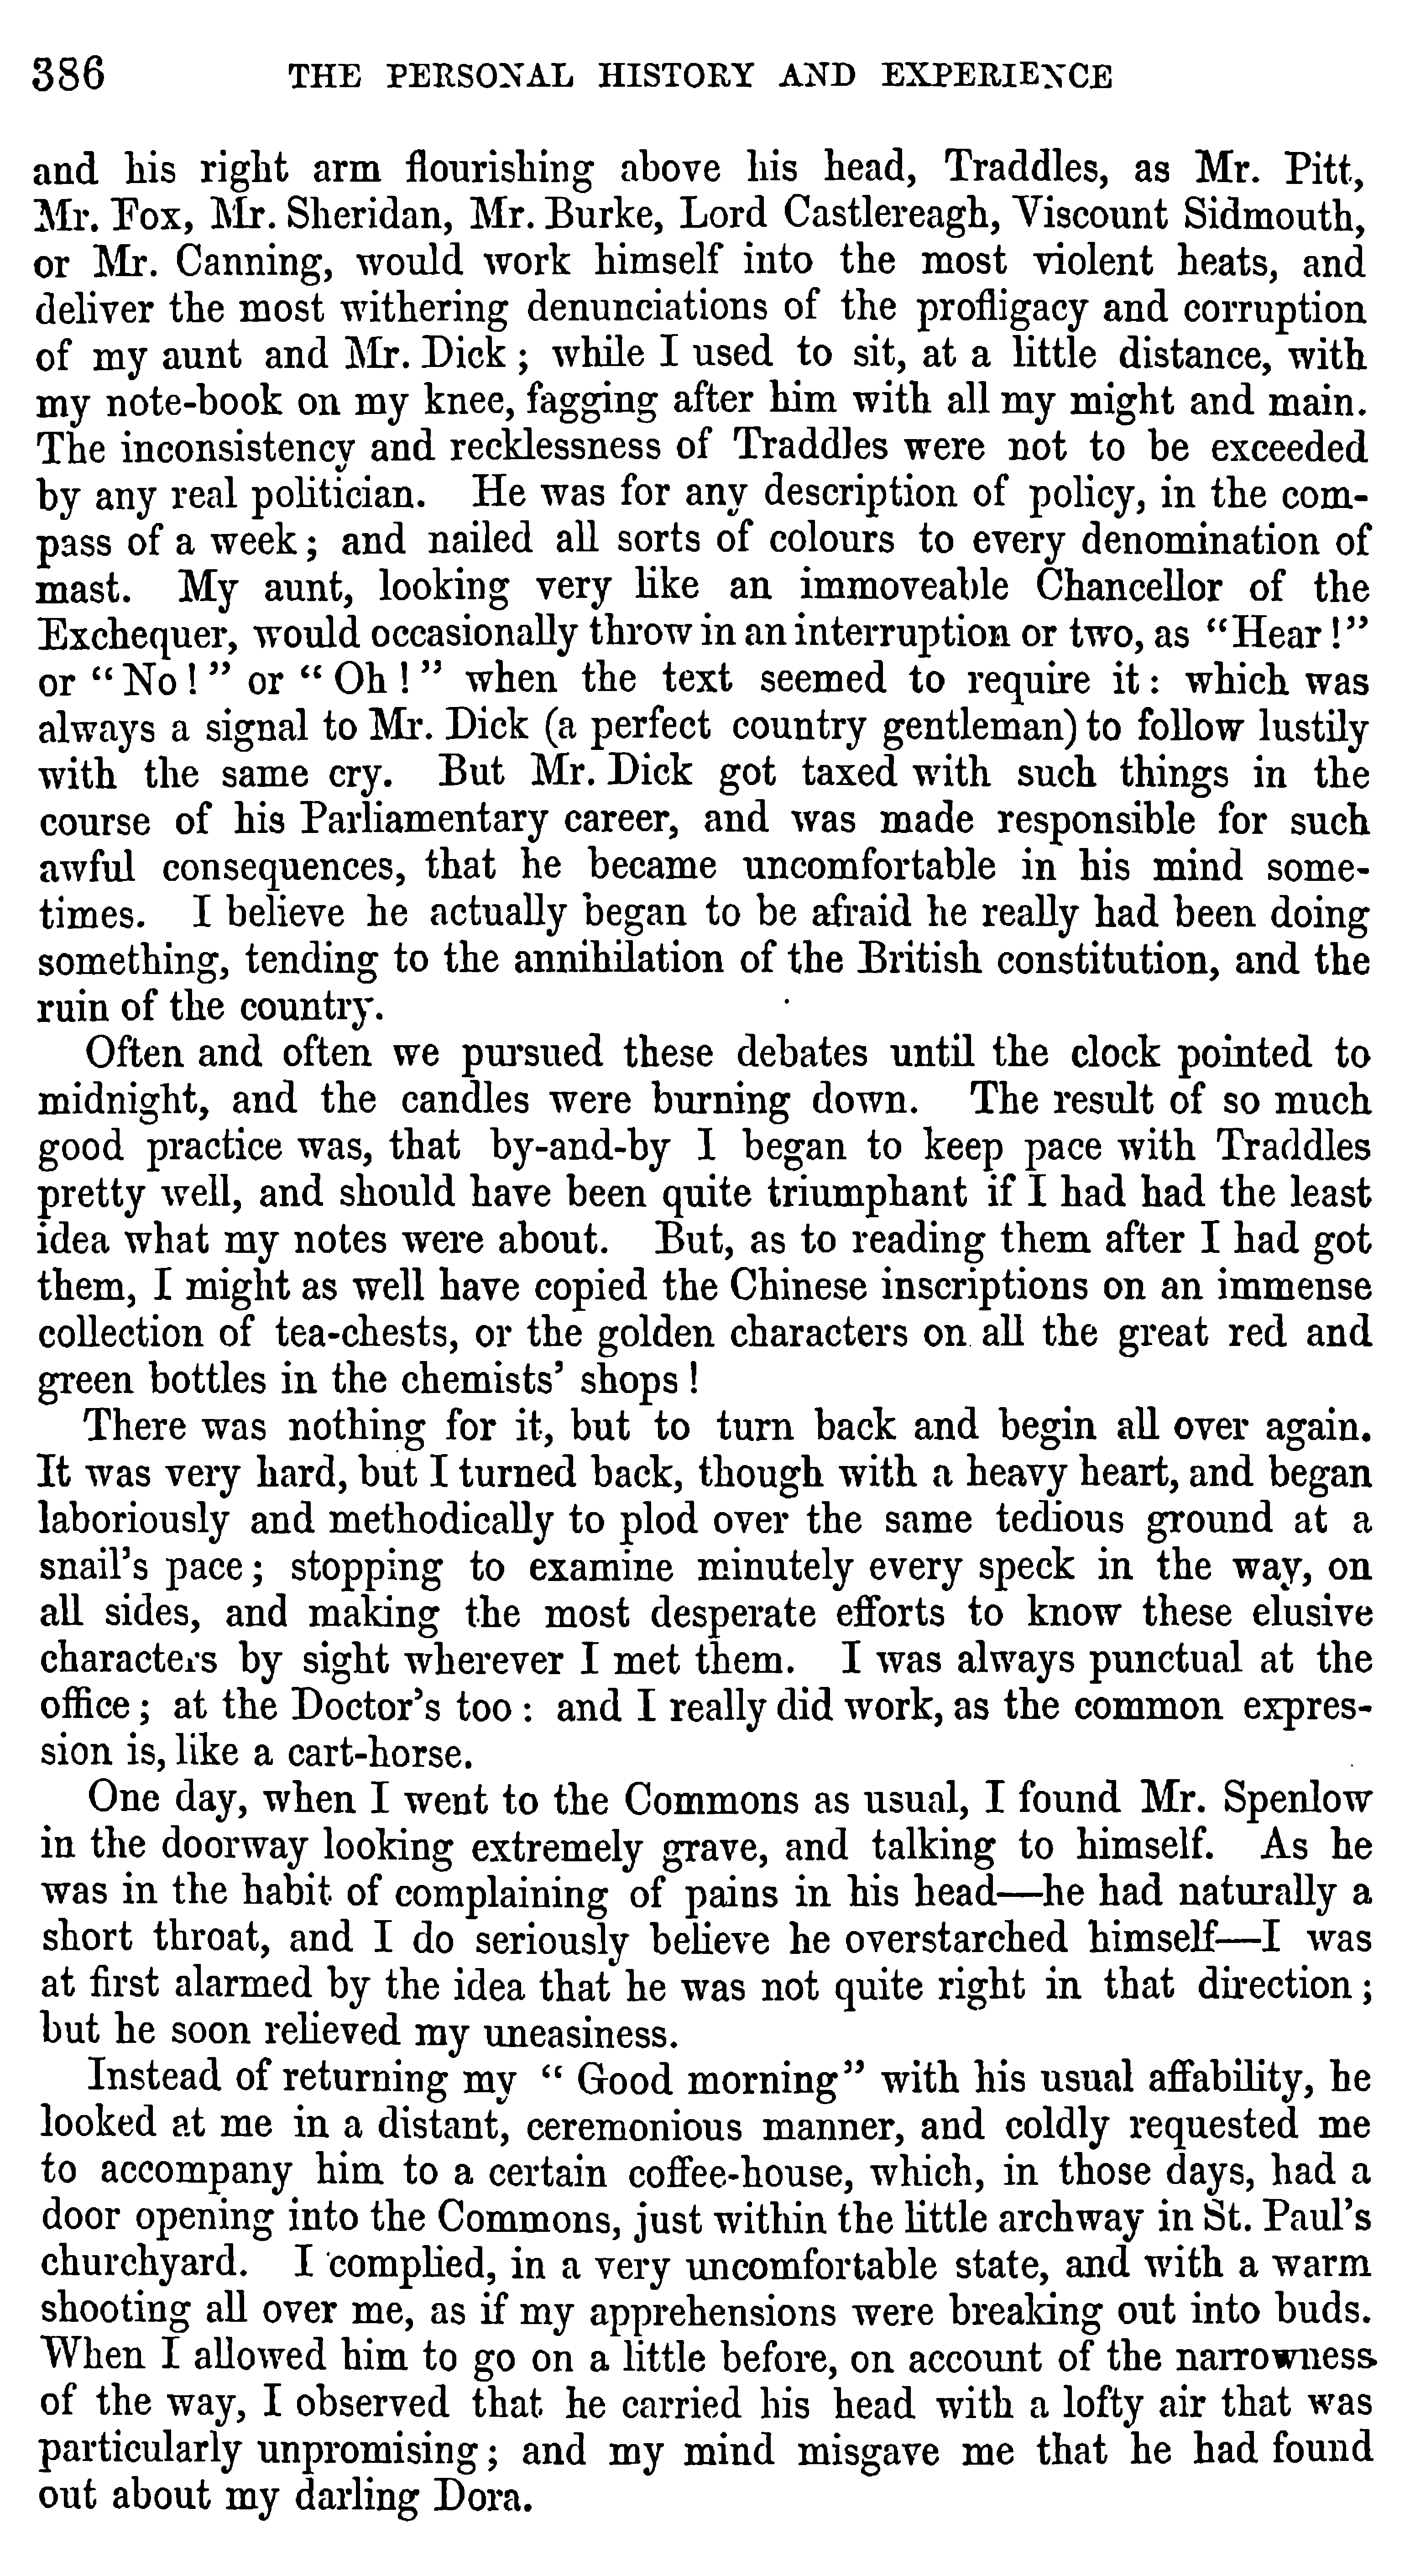 386 THE PERSONAL HISTORY AND EXPERIENCE
and his right arm flourishing above his head, Traddles, as Mr. Pitt,
Mr. Fox, Mr. Sheridan, Mr. Burke, Lord Castlereagh, Viscount Sidmouth,
or Mr. Canning, would work himself into the most violent heats, and
deliver the most withering denunciations of the profligacy and corruption
of my aunt and Mr. Dick; while I used to sit, at a little distance, with
my note-book on my knee, fagging after him with all my might and main.
The inconsistency and recklessness of Traddles were not to be exceeded
by any real politician. He was for any description of policy, in the com-
pass of a week; and nailed all sorts of colours to every denomination of
mast. My aunt, looking very like an immoveable Chancellor of the
Exchequer, would occasionally throw in an interruption or two, as "Hear!"
or "No!" or "Oh!" when the text seemed to require it: which was
always a signal to Mr. Dick (a perfect country gentleman) to follow lustily
with the same cry. But Mr. Dick got taxed with such things in the
course of his Parliamentary career, and was made responsible for such
awful consequences, that he became uncomfortable in his mind some-
times. I believe he actually began to be afraid he really had been doing
something, tending to the annihilation of the British constitution, and the
ruin of the country.
Often and often we pursued these debates until the clock pointed to
midnight, and the candles were burning down. The result of so much
good practice was, that by-and-by I began to keep pace with Traddles
pretty well, and should have been quite triumphant if I had had the least
idea what my notes were about. But, as to reading them after I had got
them, I might as well have copied the Chinese inscriptions on an immense
collection of tea-chests, or the golden characters on all the great red and
green bottles in the chemists' shops!
There was nothing for it, but to turn back and begin all over again.
It was very hard, but I turned back, though with a heavy heart, and began
laboriously and methodically to plod over the same tedious ground at a
snail's pace; stopping to examine minutely every speck in the way, on
all sides, and making the most desperate efforts to know these elusive
characters by sight wherever I met them. I was always punctual at the
office; at the Doctor's too: and I really did work, as the common expres-
sion is, like a cart-horse.
One day, when I went to the Commons as usual, I found Mr. Spenlow
in the doorway looking extremely grave, and talking to himself. As he
was in the habit of complaining of pains in his head—he had naturally a
short throat, and I do seriously believe he overstarched himself—I was
at first alarmed by the idea that he was not quite right in that direction;
but he soon relieved my uneasiness.
Instead of returning my "Good morning" with his usual affability, he
looked at me in a distant, ceremonious manner, and coldly requested me
to accompany him to a certain coffee-house, which, in those days, had a
door opening into the Commons, just within the little archway in St. Paul's
churchyard. I complied, in a very uncomfortable state, and with a warm
shooting all over me, as if my apprehensions were breaking out into buds.
When I allowed him to go on a little before, on account of the narrowness
of the way, I observed that he carried his head with a lofty air that was
particularly unpromising; and my mind misgave me that he had found
out about my darling Dora.